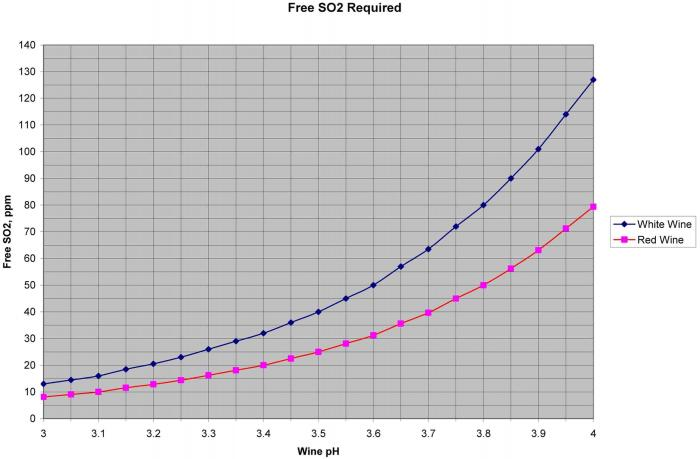 Free SO2 Required
140
130
120
110
100
90
80
70
60
50
40
30
20
10
0
Free SO2, ppm
3 3.1 3.2 3.3 3.4 3.5 3.6 3.7 3.8 3.9 4
Wine pH
White Wine
Red Wine